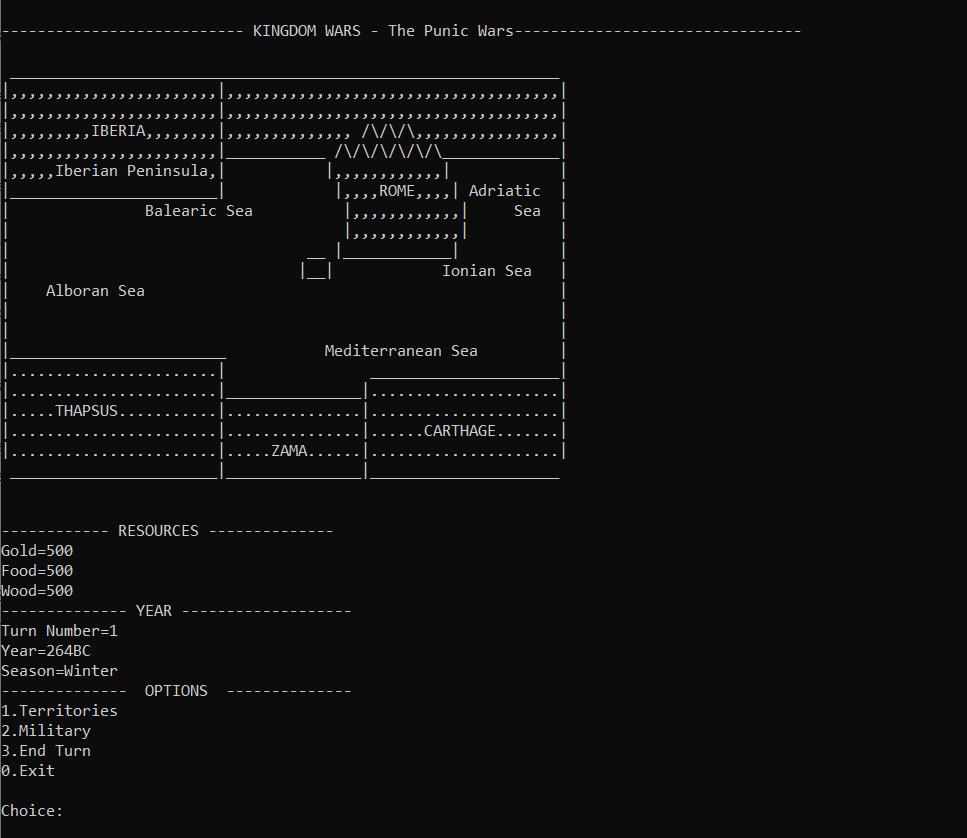 --------------------------- KINGDOM WARS - The Punic Wars--------------------------------
IBERIA
Iberian Peninsula
ROME Adriatic
Balearic Sea Sea
Ionian Sea
Alboran Sea
Mediterranean Sea
THAPSUS
CARTHAGE
ZAMA
------------ RESOURCES --------------
Gold=500
Food=500
Wood=500
-------------- YEAR -------------------
Turn Number=1
Year=264BC
Season=Winter
--------------  OPTIONS  --------------
1.Territories
2.Military
3.End Turn
0.Exit
Choice: